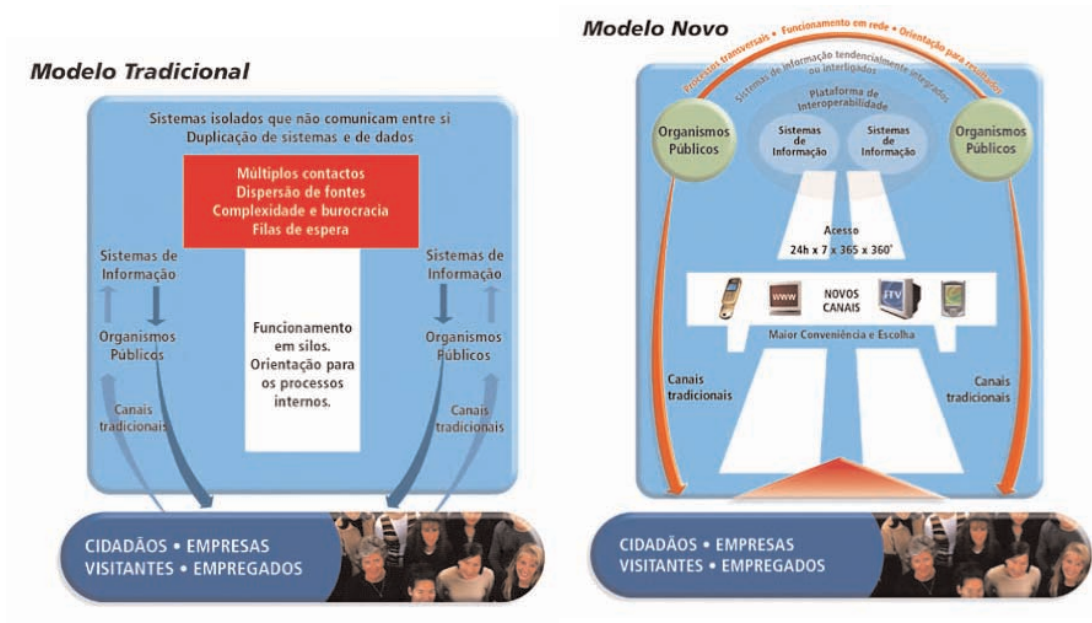 Modelo Tradicional
Sistemas isolados que não comunicam entre si
Duplicação de sistemas e de dados
Múltiplos contactos
Dispersão de fontes
Complexidade e burocracia
Filas de espera
Sistemas de
Informação
Organismos
Públicos
Canais
tradicionais
Funcionamento
em silos.
Orientação para
os processos
internos.
Sistemas de
Informação
Organismos
Públicos
Canais
tradicionais
CIDADÃOS • EMPRESAS
VISITANTES • EMPREGADOS
Modelo Novo
Processos transversais • Funcionamento em rede • Orientação para resultados
Sistemas de informação tendencialmente integrados
ou interligados
Plataforma de
Interoperabilidade
Organismos
Públicos
Sistemas
de
Informação
Sistemas
de
Informação
Organismos
Públicos
Acesso
24h x 7 x 365 x 360°
www
NOVOS
CANAIS
iTV
Maior Conveniência e Escolha
Canais
tradicionais
Canais
tradicionais
CIDADÃOS • EMPRESAS
VISITANTES • EMPREGADOS